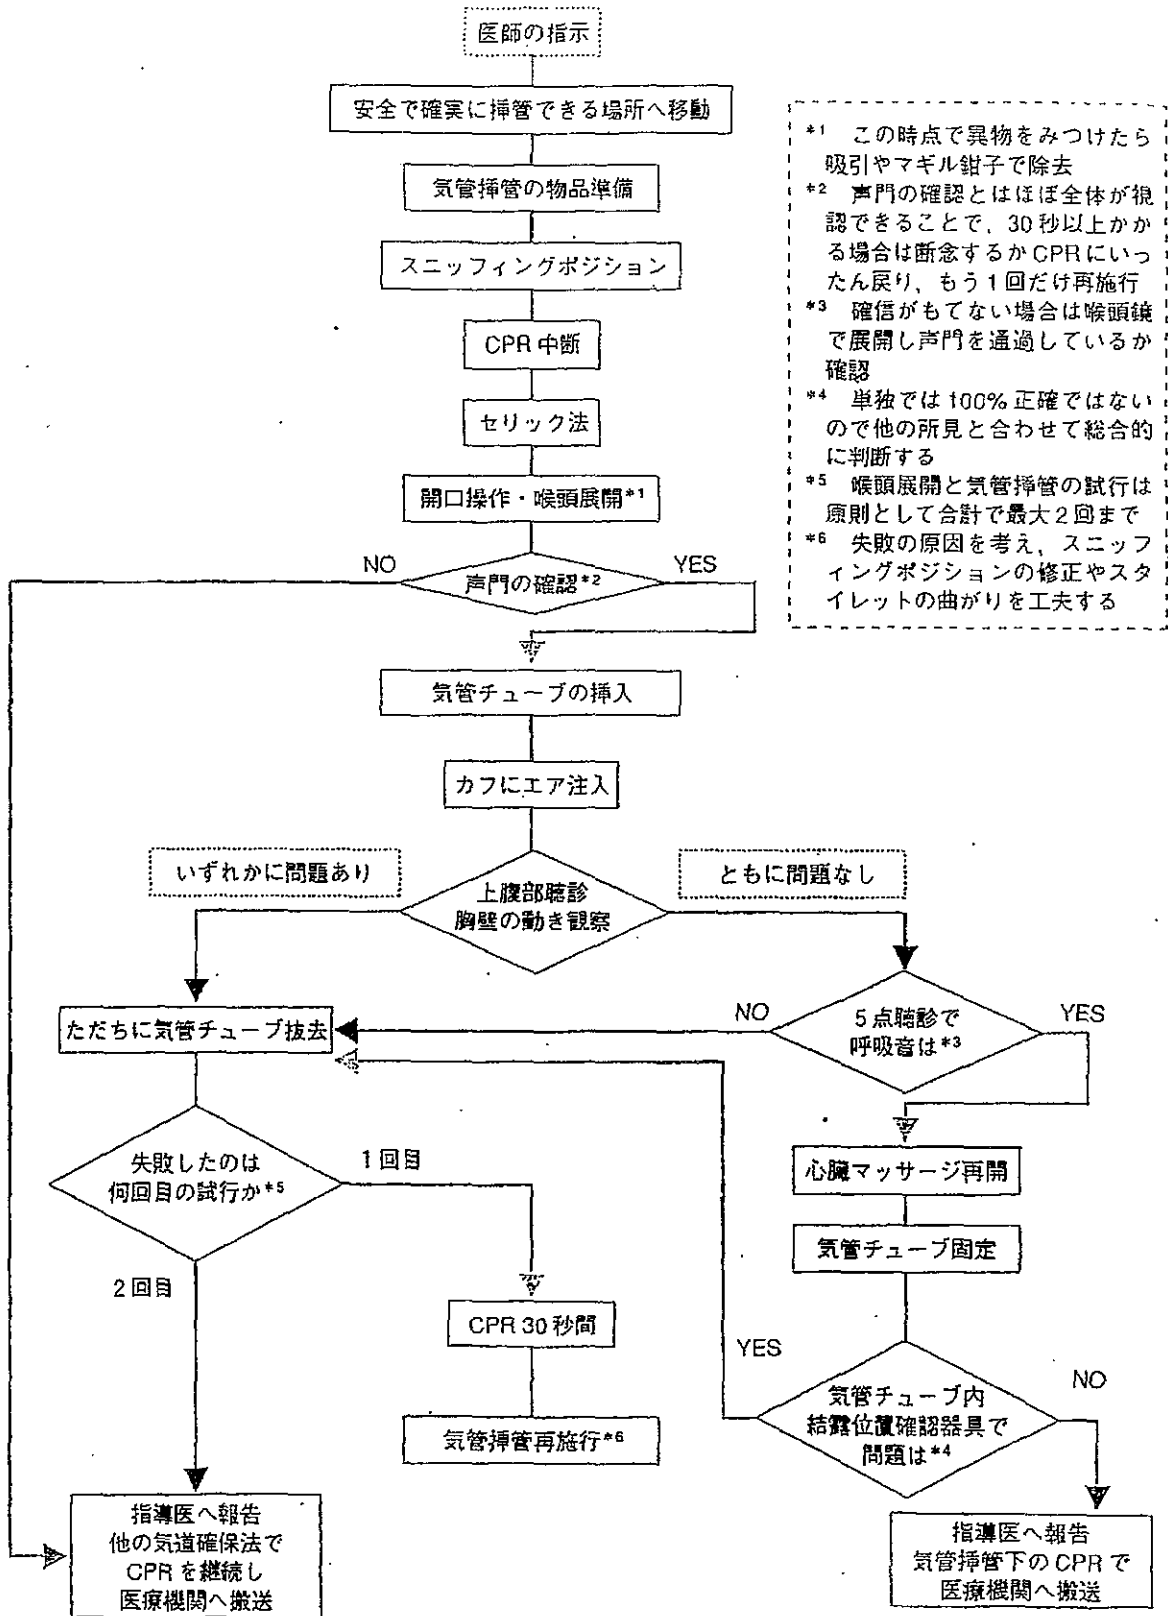 医師の指示
安全で確実に挿管できる場所へ移動
気管挿管の物品準備
スニッフィングポジション
CPR 中断
セリック法
開口操作・喉頭展開*1
*1 この時点で異物をみつけたら
吸引やマギル鉗子で除去
*2 声門の確認とはほぼ全体が視
認できることで，30秒以上かか
る場合は断念するか CPR にいっ
たん戻り，もう1回だけ再施行
*3 確信がもてない場合は喉頭鏡
で展開し声門を通過しているか
確認
*4 単独では 100% 正確ではない
ので他の所見と合わせて総合的
に判断する
*5 喉頭展開と気管挿管の試行は
原則として合計で最大2回まで
*6 失敗の原因を考え，スニッフ
ィングポジションの修正やスタ
イレットの曲がりを工夫する
NO
声門の確認*2
YES
気管チューブの挿入
カフにエア注入
いずれかに問題あり
上腹部聴診
胸壁の動き観察
ともに問題なし
ただちに気管チューブ抜去
NO
5点聴診で
呼吸音は*3
YES
失敗したのは
何回目の試行か*5
1回目
2回目
心臓マッサージ再開
気管チューブ固定
CPR 30 秒間
気管挿管再施行*6
YES
気管チューブ内
結露位置確認器具で
問題は*4
NO
指導医へ報告
他の気道確保法で
CPR を継続し
医療機関へ搬送
指導医へ報告
気管挿管下の CPR で
医療機関へ搬送